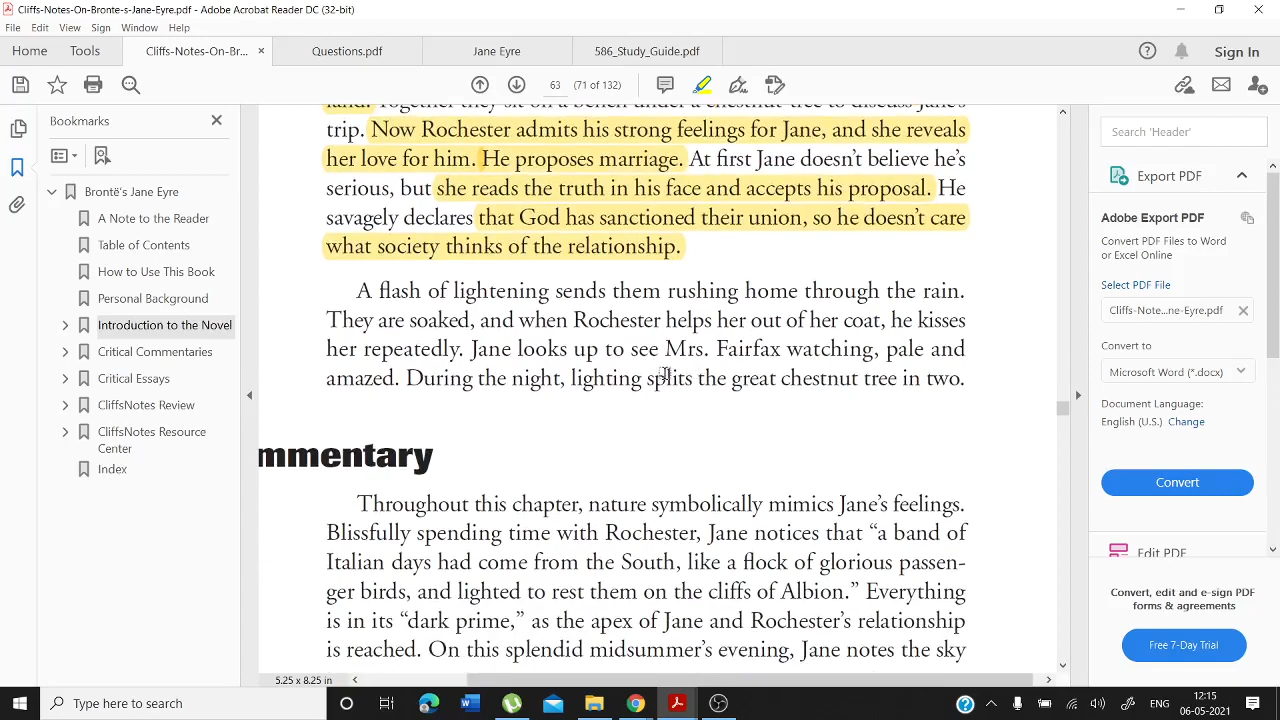 Cliffs-Notes-On-Bronte-s-Jane-Eyre.pdf - Adobe Acrobat Reader DC (32-bit)
File Edit View Sign Window Help
Home Tools Cliffs-Notes-On-Br... × Questions.pdf Jane Eyre 586_Study_Guide.pdf Sign In
63 (71 of 132)
Bookmarks
Brontë's Jane Eyre
A Note to the Reader
Table of Contents
How to Use This Book
Personal Background
Introduction to the Novel
Critical Commentaries
Critical Essays
CliffsNotes Review
CliffsNotes Resource
Center
Index
land. Together they sit on a bench under a chestnut tree to discuss Jane's
trip. Now Rochester admits his strong feelings for Jane, and she reveals
her love for him. He proposes marriage. At first Jane doesn't believe he's
serious, but she reads the truth in his face and accepts his proposal. He
savagely declares that God has sanctioned their union, so he doesn't care
what society thinks of the relationship.
A flash of lightening sends them rushing home through the rain.
They are soaked, and when Rochester helps her out of her coat, he kisses
her repeatedly. Jane looks up to see Mrs. Fairfax watching, pale and
amazed. During the night, lighting splits the great chestnut tree in two.
mmentary
Throughout this chapter, nature symbolically mimics Jane's feelings.
Blissfully spending time with Rochester, Jane notices that “a band of
Italian days had come from the South, like a flock of glorious passen-
ger birds, and lighted to rest them on the cliffs of Albion.” Everything
is in its “dark prime,” as the apex of Jane and Rochester's relationship
is reached. On this splendid midsummer's evening, Jane notes the sky
5.25 x 8.25 in
Search 'Header'
Export PDF
Adobe Export PDF
Convert PDF Files to Word
or Excel Online
Select PDF File
Cliffs-Note...ne-Eyre.pdf
Convert to
Microsoft Word (*.docx)
Document Language:
English (U.S.) Change
Convert
Edit PDF
Convert, edit and e-sign PDF
forms & agreements
Free 7-Day Trial
Type here to search
ENG
12:15
06-05-2021